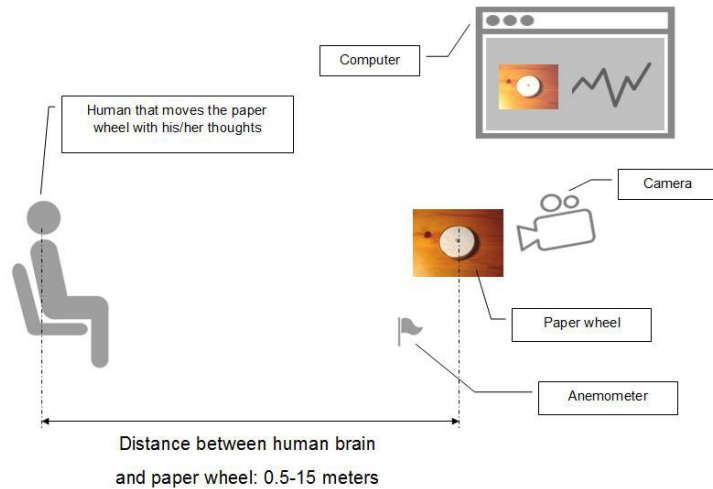 Computer
Human that moves the paper
wheel with his/her thoughts
Camera
Paper wheel
Anemometer
Distance between human brain
and paper wheel: 0.5-15 meters